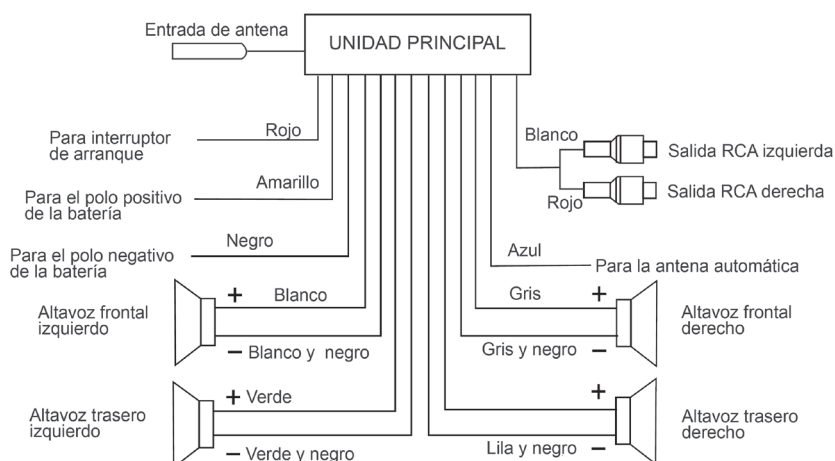 Entrada de antena
UNIDAD PRINCIPAL
Rojo
Para interruptor
de arranque
Blanco
Salida RCA izquierda
Amarillo
Para el polo positivo
de la batería
Rojo
Salida RCA derecha
Negro
Para el polo negativo
de la batería
Azul
Para la antena automática
Altavoz frontal
izquierdo
+ Blanco
− Blanco y negro
Gris +
Gris y negro −
Altavoz frontal
derecho
Altavoz trasero
izquierdo
+ Verde
− Verde y negro
+
Lila y negro −
Altavoz trasero
derecho